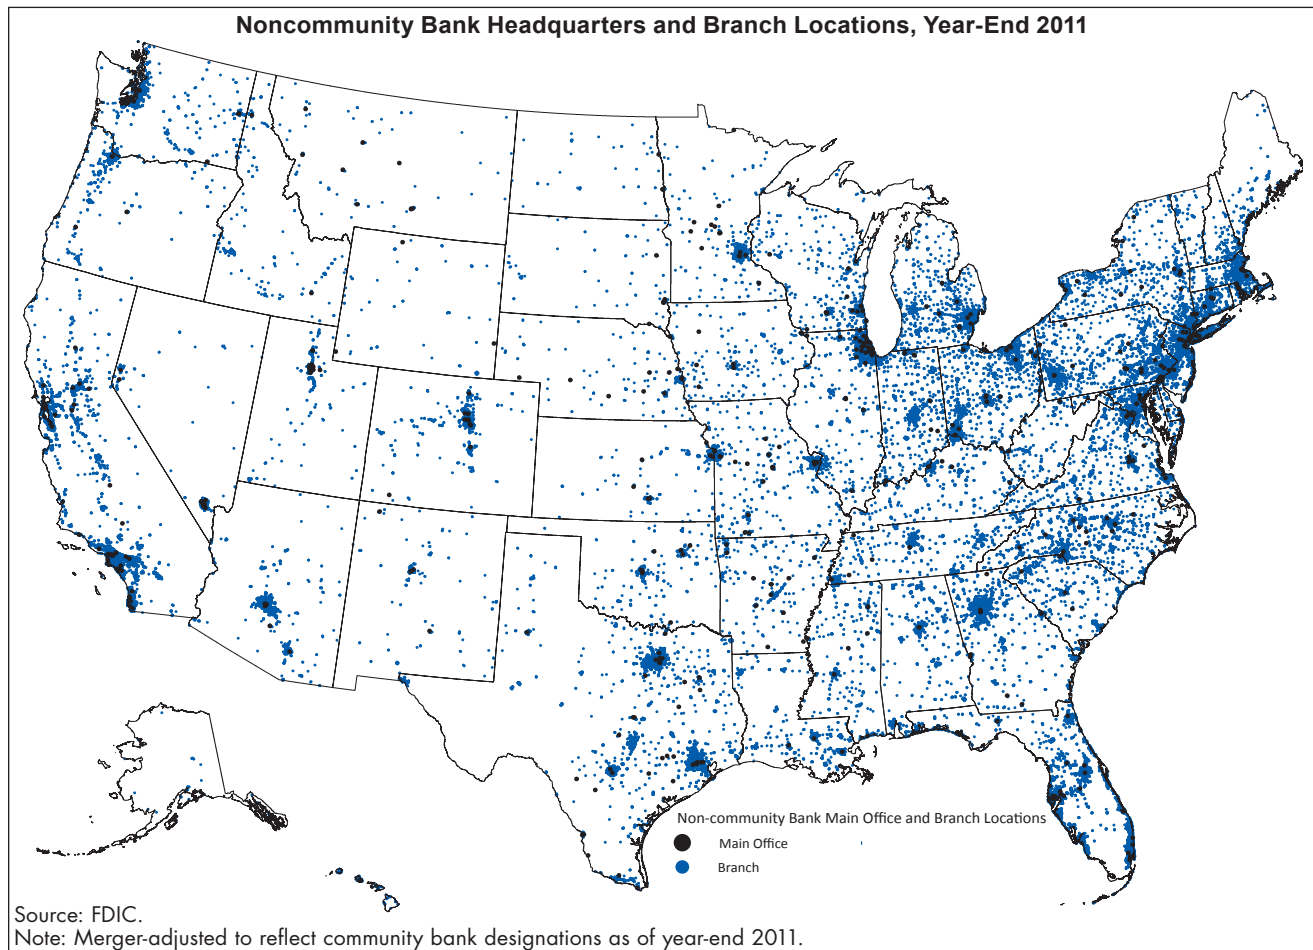 Noncommunity Bank Headquarters and Branch Locations, Year-End 2011
Non-community Bank Main Office and Branch Locations
Main Office
Branch
Source: FDIC.
Note: Merger-adjusted to reflect community bank designations as of year-end 2011.